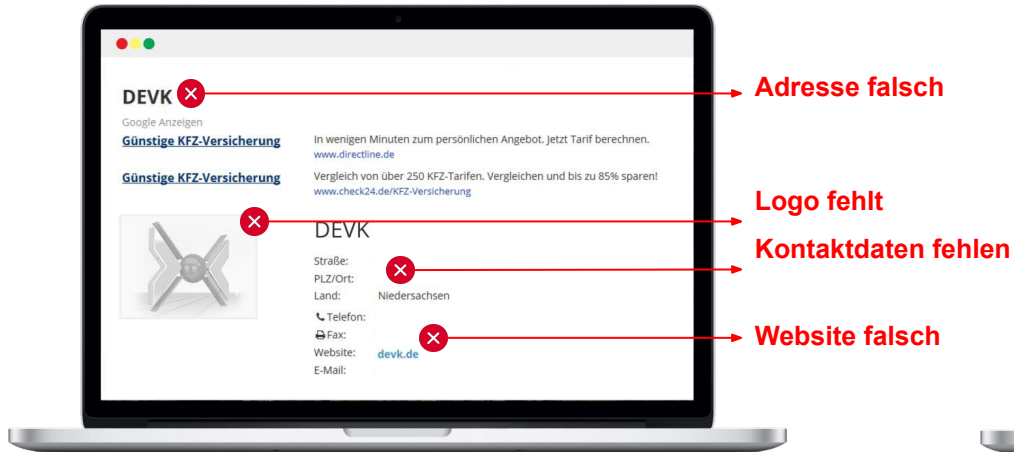 DEVK
Adresse falsch
Google Anzeigen
Günstige KFZ-Versicherung
In wenigen Minuten zum persönlichen Angebot. Jetzt Tarif berechnen.
www.directline.de
Günstige KFZ-Versicherung
Vergleich von über 250 KFZ-Tarifen. Vergleichen und bis zu 85% sparen!
www.check24.de/KFZ-Versicherung
Logo fehlt
DEVK
Kontaktdaten fehlen
Straße:
PLZ/Ort:
Land: Niedersachsen
Telefon:
Fax:
Website falsch
Website: devk.de
E-Mail: